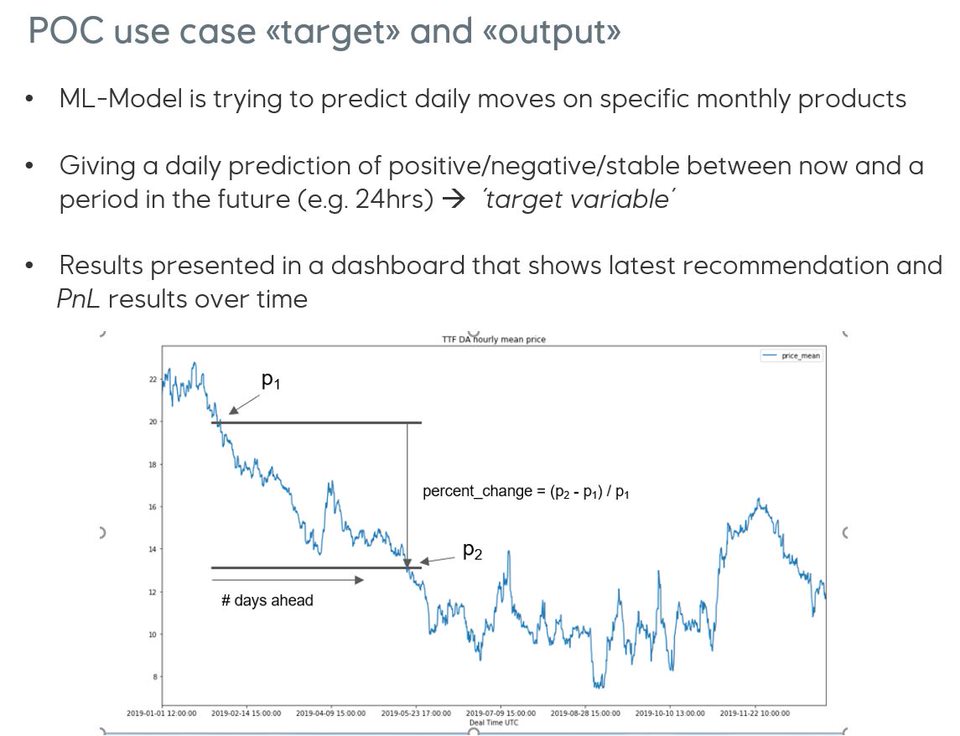 POC use case «target» and «output»
• ML-Model is trying to predict daily moves on specific monthly products
• Giving a daily prediction of positive/negative/stable between now and a
period in the future (e.g. 24hrs) → ´target variable´
• Results presented in a dashboard that shows latest recommendation and
PnL results over time
TTF DA hourly mean price
price_mean
p₁
22
20
18
16
14
12
10
8
percent_change = (p₂ - p₁) / p₁
p₂
# days ahead
2019-01-01 12:00:00 2019-02-14 15:00:00 2019-04-09 15:00:00 2019-05-23 17:00:00 2019-07-09 15:00:00 2019-08-28 15:00:00 2019-10-10 13:00:00 2019-11-22 10:00:00
Deal Time UTC